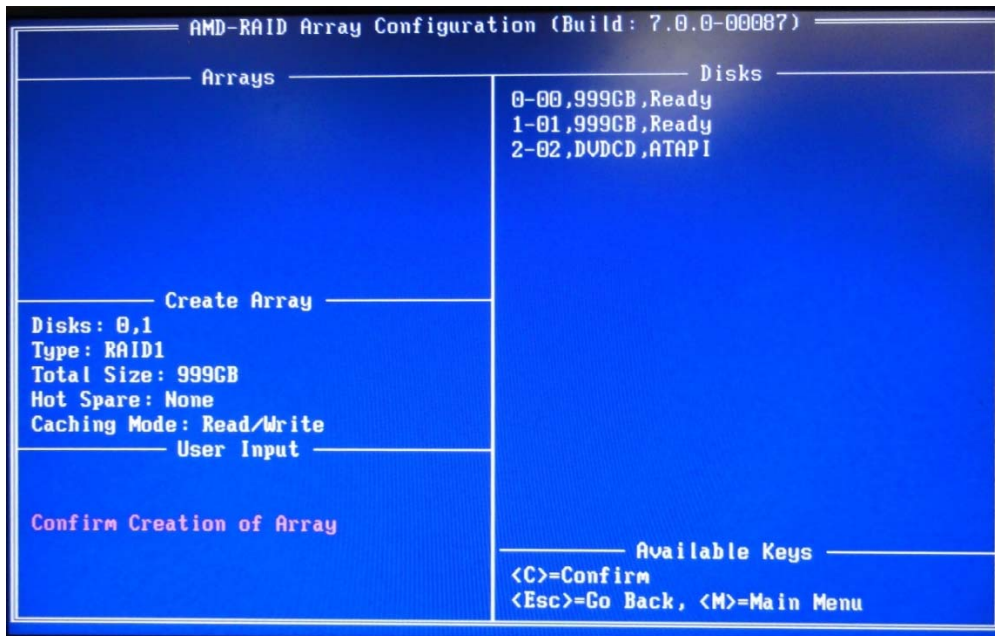 AMD-RAID Array Configuration (Build: 7.0.0-00087)
Arrays
Disks
0-00,999GB,Ready
1-01,999GB,Ready
2-02,DVDCD,ATAPI
Create Array
Disks: 0,1
Type: RAID1
Total Size: 999GB
Hot Spare: None
Caching Mode: Read/Write
User Input
Confirm Creation of Array
Available Keys
<C>=Confirm
<Esc>=Go Back, <M>=Main Menu